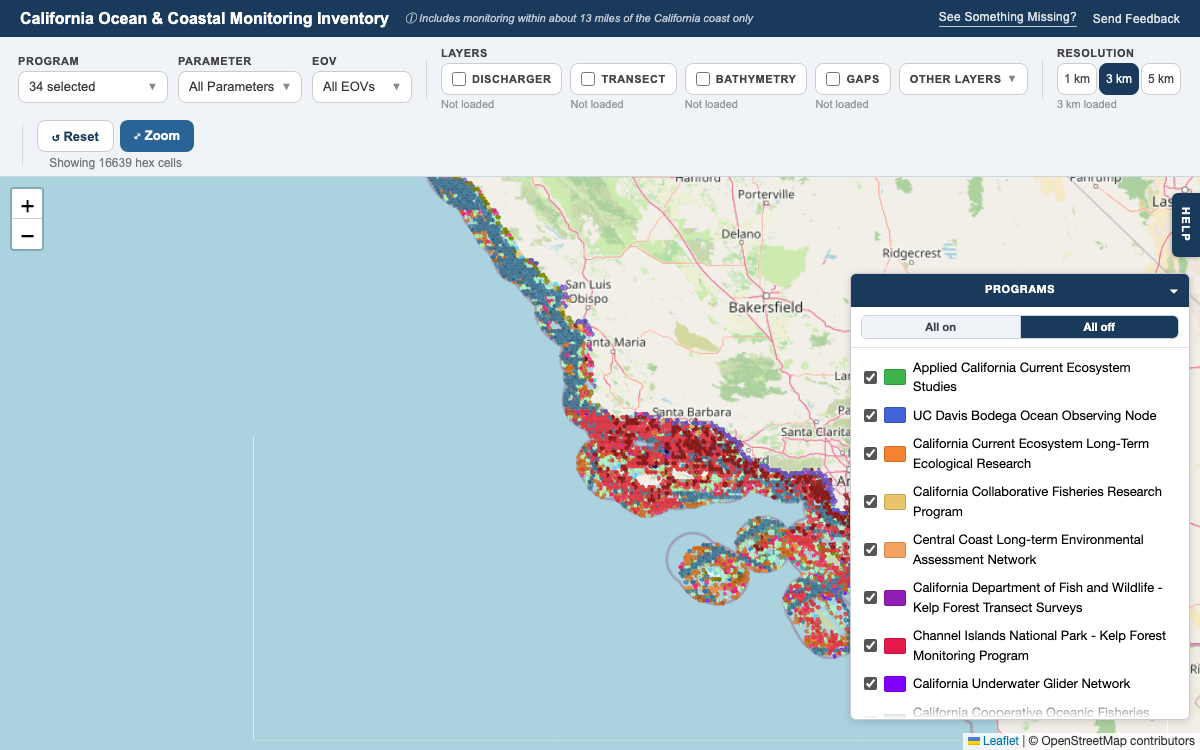 California Ocean & Coastal Monitoring Inventory
ⓘ Includes monitoring within about 13 miles of the California coast only
See Something Missing?
Send Feedback
PROGRAM
34 selected ▼
PARAMETER
All Parameters ▼
EOV
All EOVs ▼
LAYERS
DISCHARGER
Not loaded
TRANSECT
Not loaded
BATHYMETRY
Not loaded
GAPS
Not loaded
OTHER LAYERS ▼
RESOLUTION
1 km
3 km
5 km
3 km loaded
↺ Reset
⤢ Zoom
Showing 16639 hex cells
+
−
HELP
Hanford
Porterville
Delano
Ridgecrest
Pahrump
San Luis
Obispo
Bakersfield
Santa Barbara
Santa Clarita
PROGRAMS
All on
All off
Applied California Current Ecosystem
Studies
UC Davis Bodega Ocean Observing Node
California Current Ecosystem Long-Term
Ecological Research
California Collaborative Fisheries Research
Program
Central Coast Long-term Environmental
Assessment Network
California Department of Fish and Wildlife -
Kelp Forest Transect Surveys
Channel Islands National Park - Kelp Forest
Monitoring Program
California Underwater Glider Network
California Cooperative Oceanic Fisheries
Leaflet | © OpenStreetMap contributors